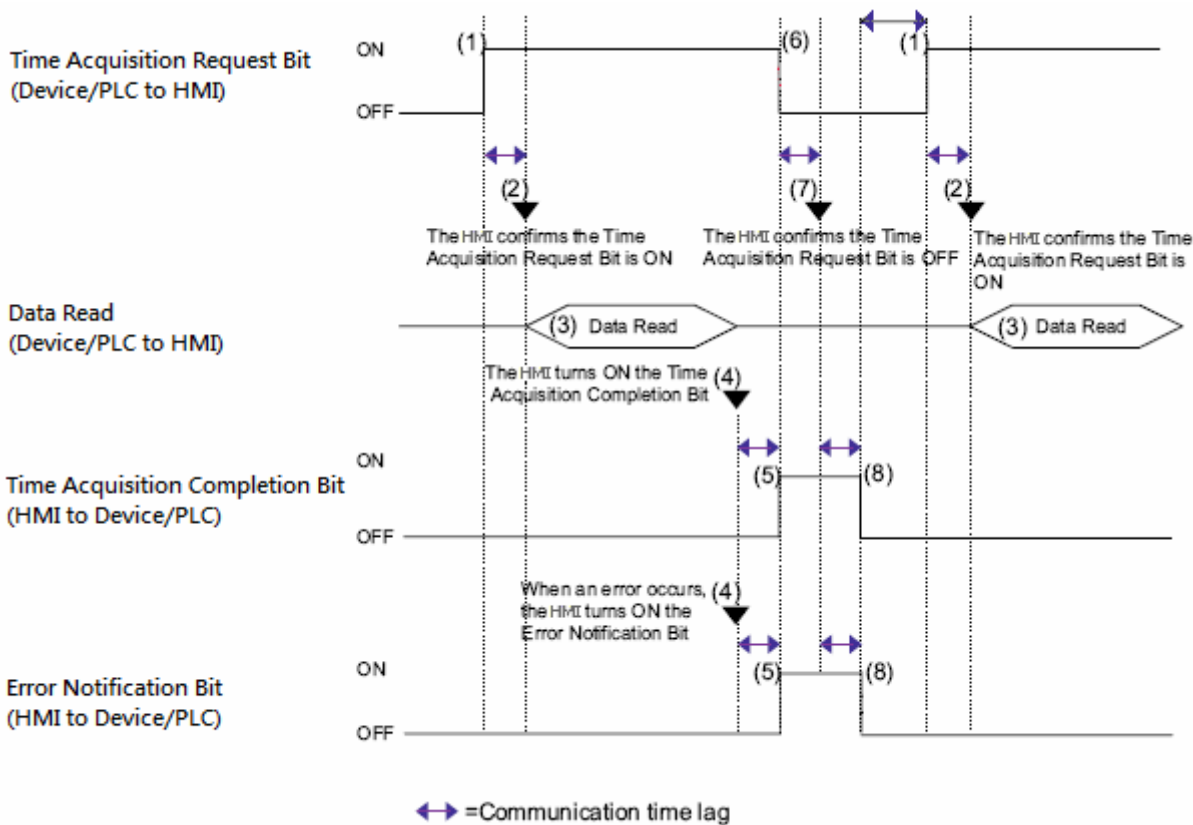 Time Acquisition Request Bit
(Device/PLC to HMI)
ON
OFF
(1)
(6)
(1)
(2)
(7)
(2)
The HMI confirms the Time
Acquisition Request Bit is ON
The HMI confirms the Time
Acquisition Request Bit is OFF
The HMI confirms the Time
Acquisition Request Bit is
ON
Data Read
(Device/PLC to HMI)
(3) Data Read
(3) Data Read
The HMI turns ON the Time
Acquisition Completion Bit
(4)
Time Acquisition Completion Bit
(HMI to Device/PLC)
ON
OFF
(5)
(8)
When an error occurs,
the HMI turns ON the
Error Notification Bit
(4)
Error Notification Bit
(HMI to Device/PLC)
ON
OFF
(5)
(8)
=Communication time lag